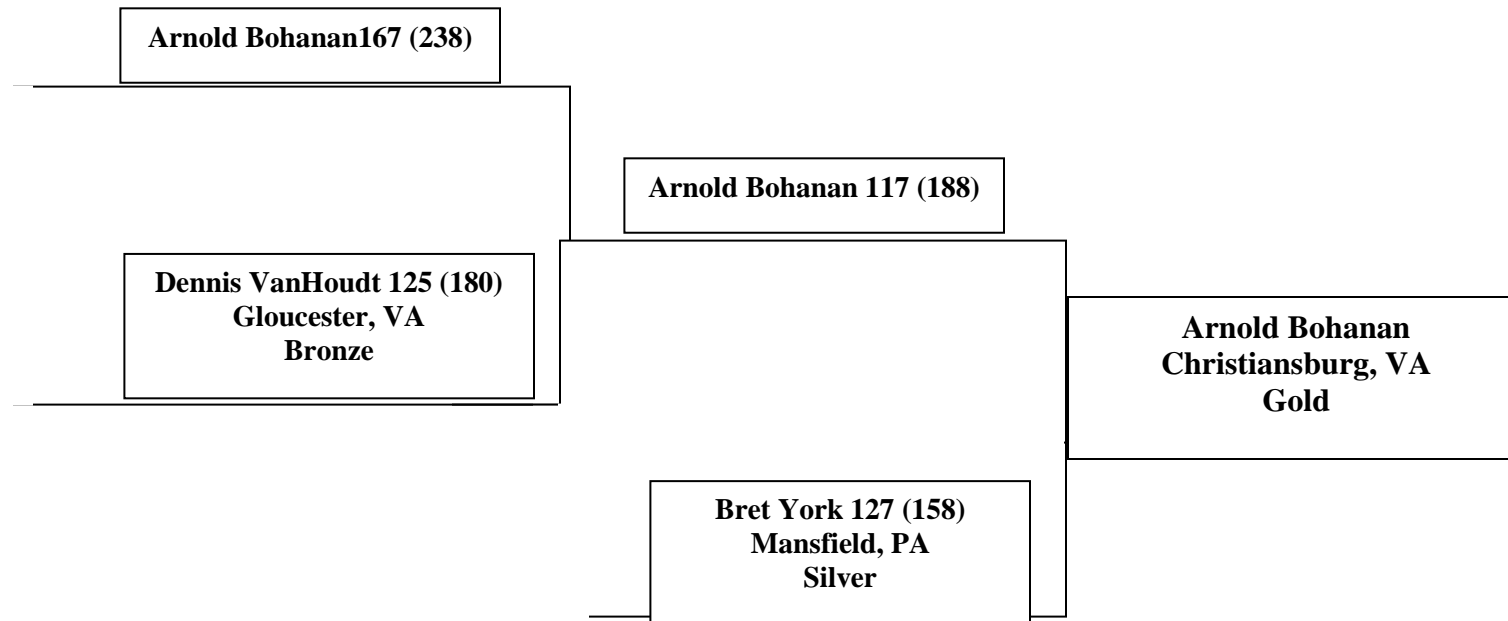 Arnold Bohanan167 (238)
Arnold Bohanan 117 (188)
Dennis VanHoudt 125 (180)
Gloucester, VA
Bronze
Arnold Bohanan
Christiansburg, VA
Gold
Bret York 127 (158)
Mansfield, PA
Silver